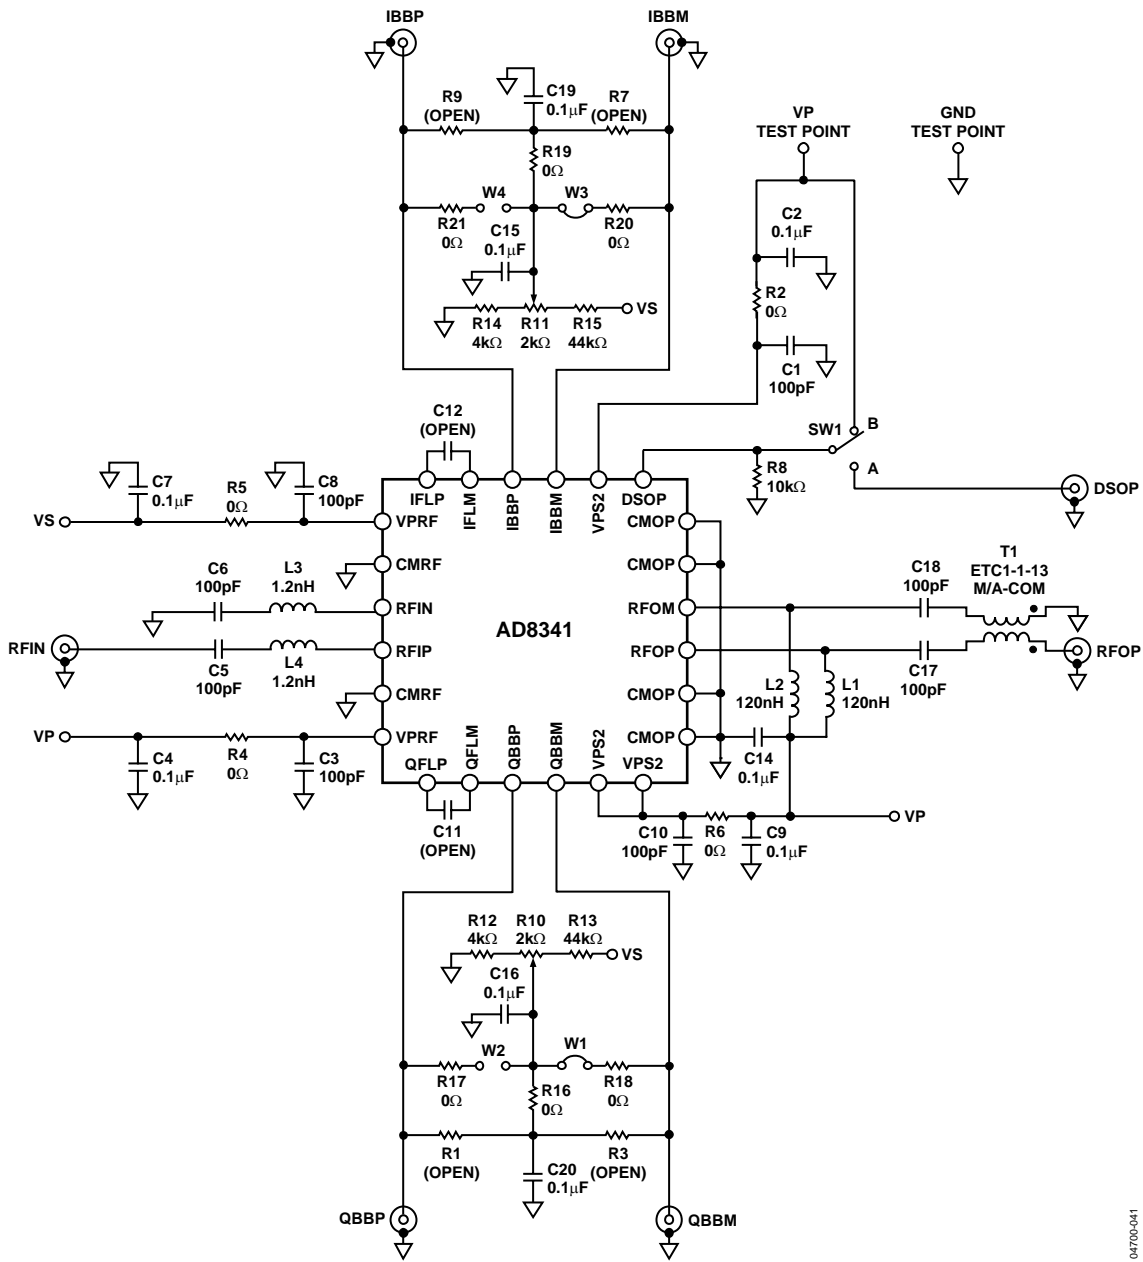 IBBP
IBBM
R9
(OPEN)
C19
0.1μF
R7
(OPEN)
VP
TEST POINT
GND
TEST POINT
R19
0Ω
W4
W3
R21
0Ω
C15
0.1μF
R20
0Ω
C2
0.1μF
R2
0Ω
VS
R14
4kΩ
R11
2kΩ
R15
44kΩ
C1
100pF
C12
(OPEN)
SW1
B
A
R8
10kΩ
DSOP
C7
0.1μF
R5
0Ω
C8
100pF
VS
IFLP
IFLM
IBBP
IBBM
VPS2
DSOP
VPRF
CMOP
CMRF
CMOP
C6
100pF
L3
1.2nH
C18
100pF
T1
ETC1-1-13
M/A-COM
RFIN
RFOM
AD8341
RFIN
RFIP
RFOP
RFOP
C5
100pF
L4
1.2nH
C17
100pF
CMRF
CMOP
L2
120nH
L1
120nH
VP
VPRF
CMOP
C4
0.1μF
R4
0Ω
C3
100pF
C14
0.1μF
QFLP
QFLM
QBBP
QBBM
VPS2
VPS2
C11
(OPEN)
C10
100pF
R6
0Ω
C9
0.1μF
VP
R12
4kΩ
R10
2kΩ
R13
44kΩ
VS
C16
0.1μF
W2
W1
R17
0Ω
R16
0Ω
R18
0Ω
R1
(OPEN)
C20
0.1μF
R3
(OPEN)
QBBP
QBBM
04700-041